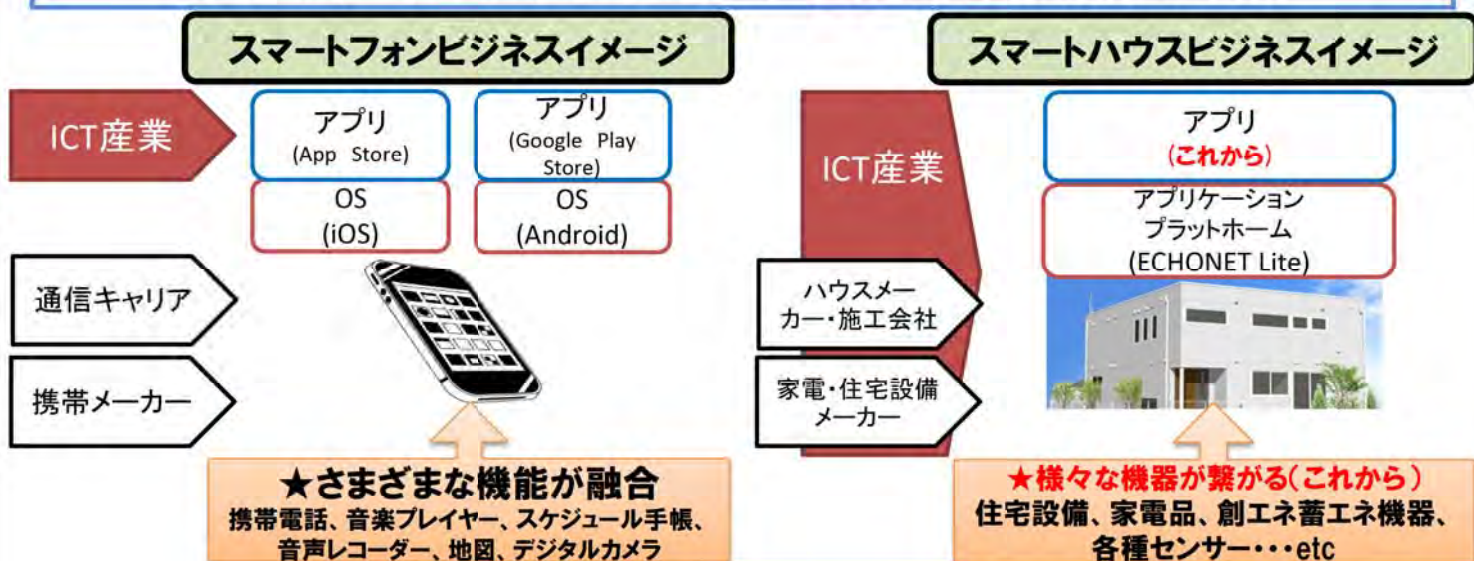 スマートフォンビジネスイメージ
ICT産業
アプリ
(App Store)
アプリ
(Google Play
Store)
OS
(iOS)
OS
(Android)
通信キャリア
携帯メーカー
★さまざまな機能が融合
携帯電話、音楽プレイヤー、スケジュール手帳、
音声レコーダー、地図、デジタルカメラ
スマートハウスビジネスイメージ
ICT産業
アプリ
(これから)
アプリケーション
プラットホーム
(ECHONET Lite)
ハウスメー
カー・施工会社
家電・住宅設備
メーカー
★様々な機器が繋がる(これから)
住宅設備、家電品、創エネ蓄エネ機器、
各種センサー・・・etc